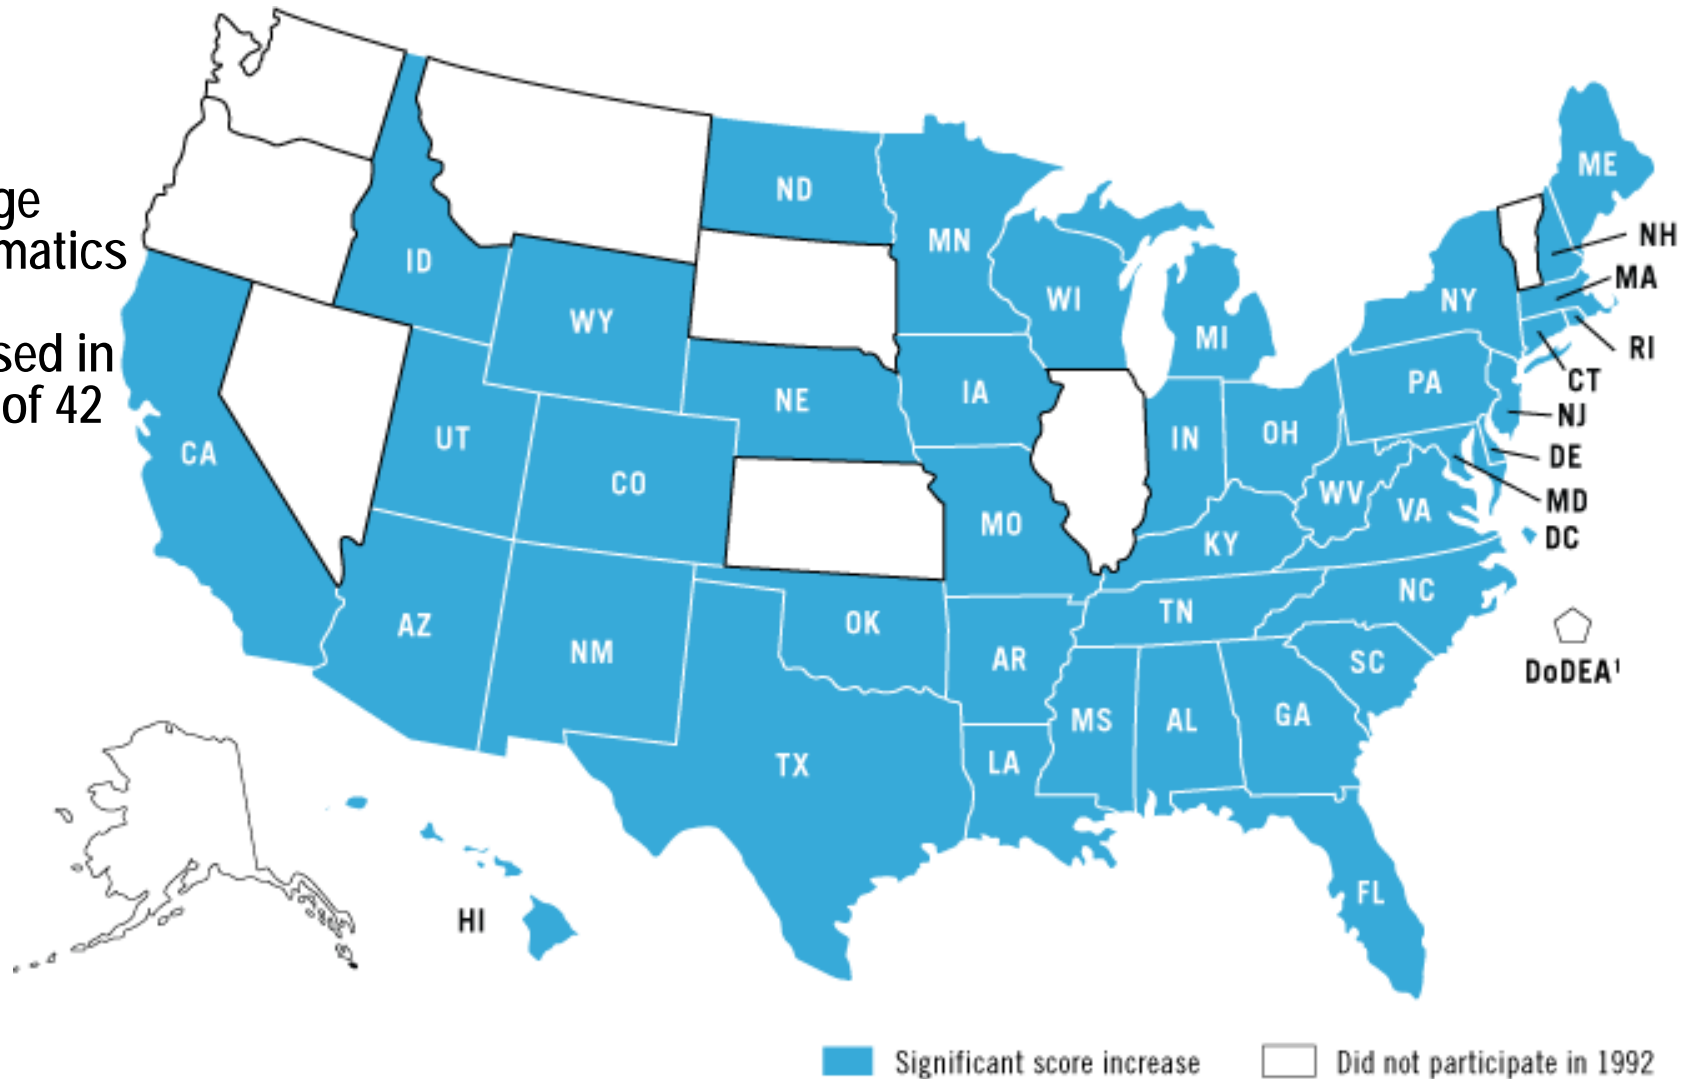 ge
matics
sed in
of 42
ME
ND
MN
NH
ID
MA
WI
NY
WY
MI
RI
PA
CT
IA
NE
NJ
IN
OH
UT
CA
DE
CO
WV
MD
VA
MO
DC
KY
NC
TN
OK
AZ
NM
AR
SC
DoDEA¹
GA
MS
AL
LA
TX
FL
HI
Significant score increase
Did not participate in 1992